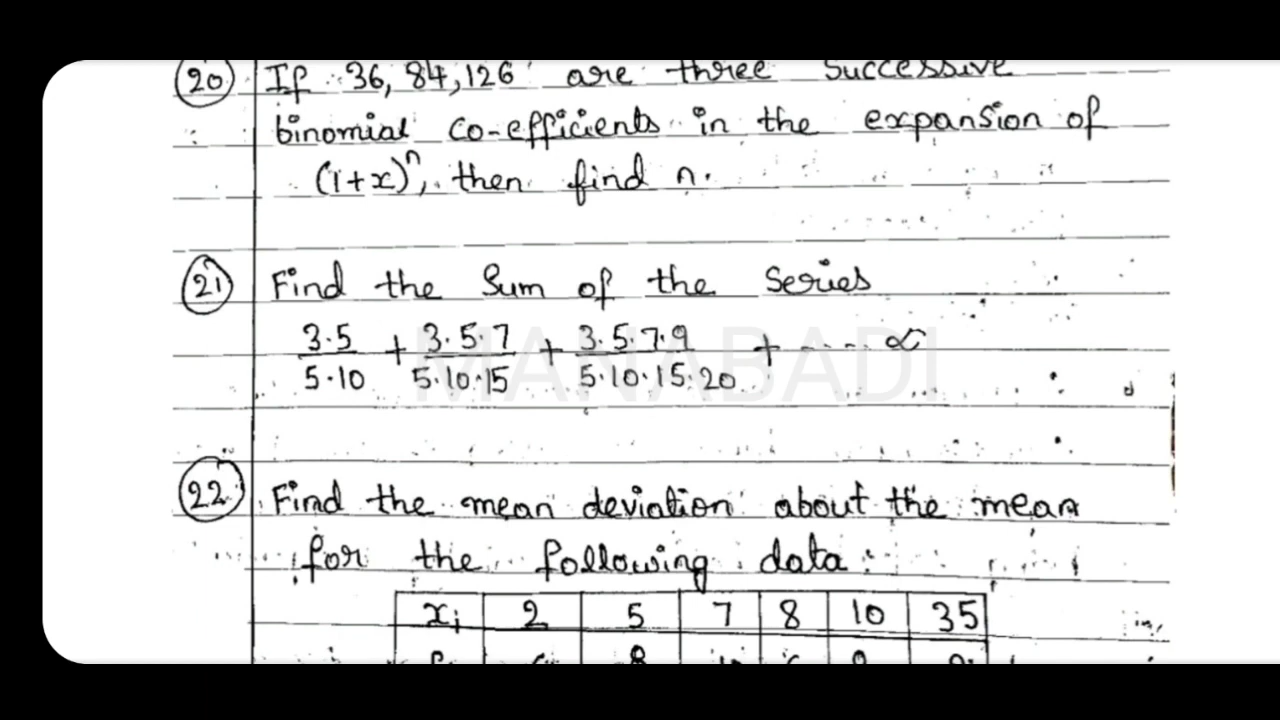 20 If 36, 84, 126 are three successive
binomial co-efficients in the expansion of
(1+x)ⁿ, then find n.
21 Find the Sum of the Series
3.5/5.10 + 3.5.7/5.10.15 + 3.5.7.9/5.10.15.20 + ---- ∝
MANABADI
22 Find the mean deviation about the mean
for the following data:
xᵢ 2 5 7 8 10 35
8